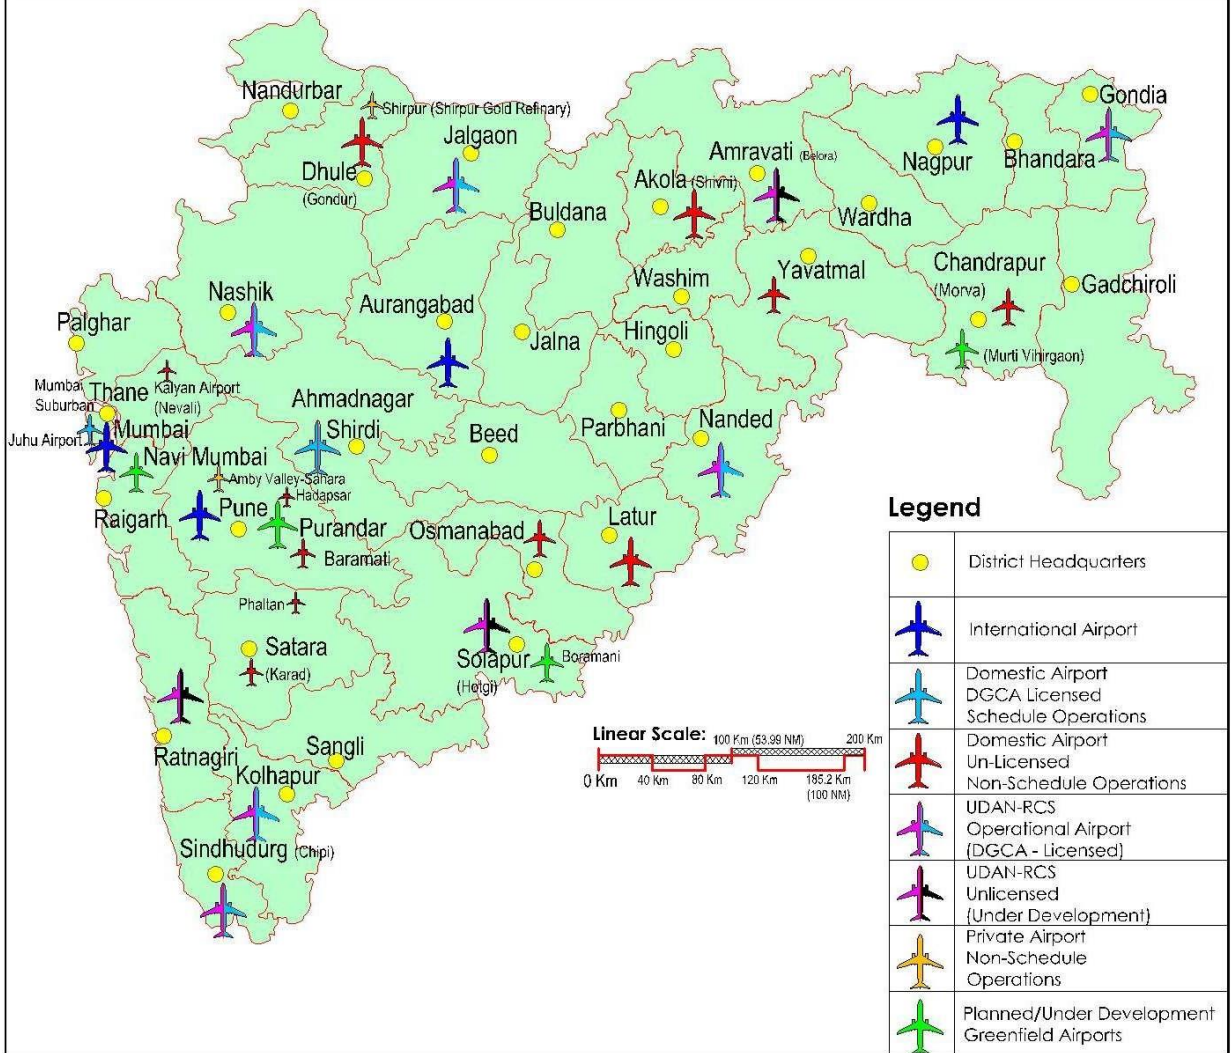 Nandurbar
Shirpur (Shirpur Gold Refinary)
Jalgaon
Dhule
(Gondur)
Buldana
Akola (Shivni)
Amravati (Belora)
Nagpur
Bhandara
Gondia
Wardha
Nashik
Aurangabad
Jalna
Washim
Hingoli
Yavatmal
Chandrapur
(Morva)
Gadchiroli
(Murti Vihirgaon)
Palghar
Mumbai
Suburban
Thane
Kalyan Airport
(Nevali)
Juhu Airport
Mumbai
Navi Mumbai
Ahmadnagar
Shirdi
Beed
Parbhani
Nanded
Amby Valley-Sahara
Hadapsar
Raigarh
Pune
Purandar
Baramati
Osmanabad
Latur
Phaltan
Satara
(Karad)
Solapur
(Hotgi)
Boramani
Ratnagiri
Sangli
Kolhapur
Sindhudurg (Chipi)
Linear Scale:
100 Km (53.99 NM)
200 Km
0 Km
40 Km
80 Km
120 Km
185.2 Km
(100 NM)
Legend
District Headquarters
International Airport
Domestic Airport
DGCA Licensed
Schedule Operations
Domestic Airport
Un-Licensed
Non-Schedule Operations
UDAN-RCS
Operational Airport
(DGCA - Licensed)
UDAN-RCS
Unlicensed
(Under Development)
Private Airport
Non-Schedule
Operations
Planned/Under Development
Greenfield Airports